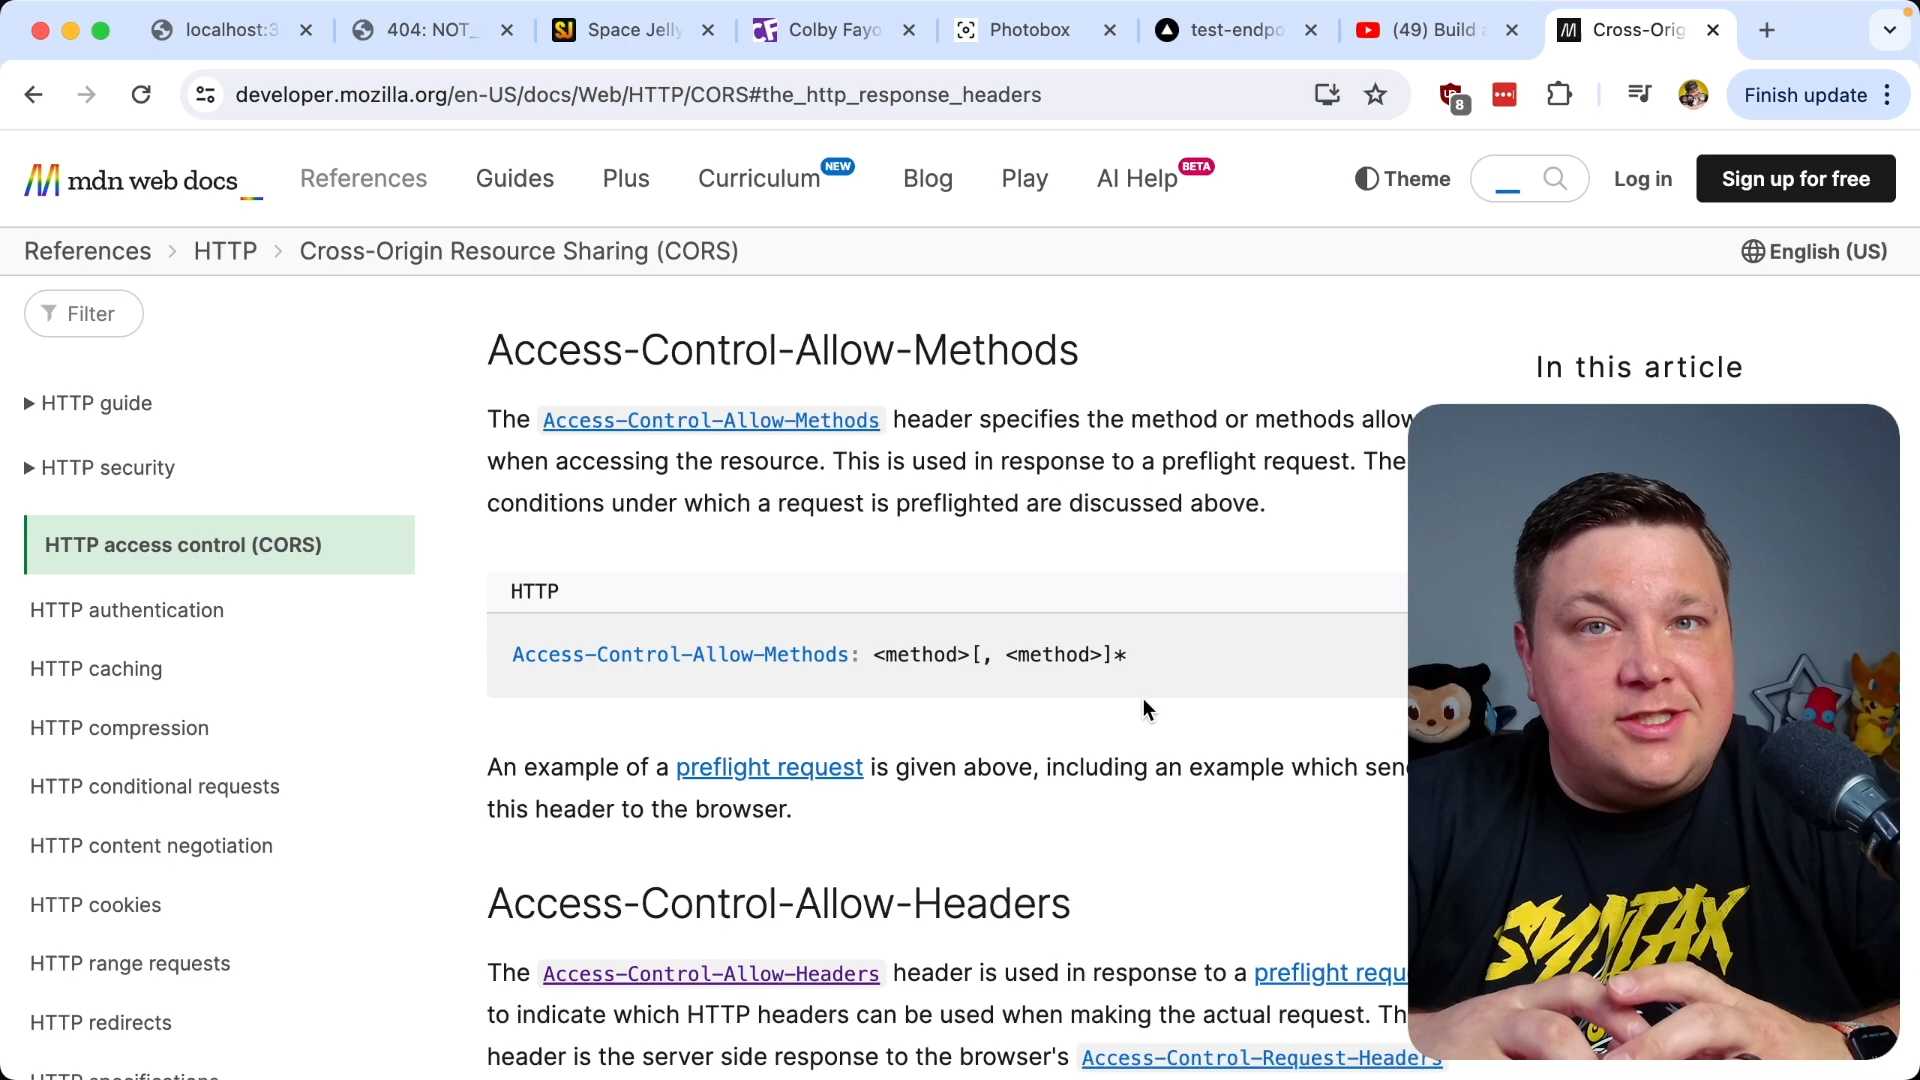 localhost:3
404: NOT_
Space Jelly
Colby Fayo
Photobox
test-endpo
(49) Build a
Cross-Orig
developer.mozilla.org/en-US/docs/Web/HTTP/CORS#the_http_response_headers
8
Finish update
mdn web docs
References
Guides
Plus
Curriculum
NEW
Blog
Play
AI Help
BETA
Theme
Log in
Sign up for free
References
HTTP
Cross-Origin Resource Sharing (CORS)
English (US)
Filter
HTTP guide
HTTP security
HTTP access control (CORS)
HTTP authentication
HTTP caching
HTTP compression
HTTP conditional requests
HTTP content negotiation
HTTP cookies
HTTP range requests
HTTP redirects
HTTP specifications
Access-Control-Allow-Methods
The Access-Control-Allow-Methods header specifies the method or methods allow
when accessing the resource. This is used in response to a preflight request. The
conditions under which a request is preflighted are discussed above.
HTTP
Access-Control-Allow-Methods: <method>[, <method>]*
An example of a preflight request is given above, including an example which sen
this header to the browser.
Access-Control-Allow-Headers
The Access-Control-Allow-Headers header is used in response to a preflight requ
to indicate which HTTP headers can be used when making the actual request. Th
header is the server side response to the browser's Access-Control-Request-Headers
In this article
SYNTAX